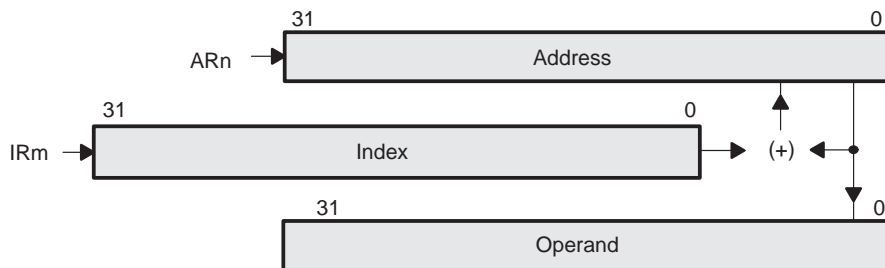 31 0
ARn Address
31 0
IRm Index (+)
31 0
Operand